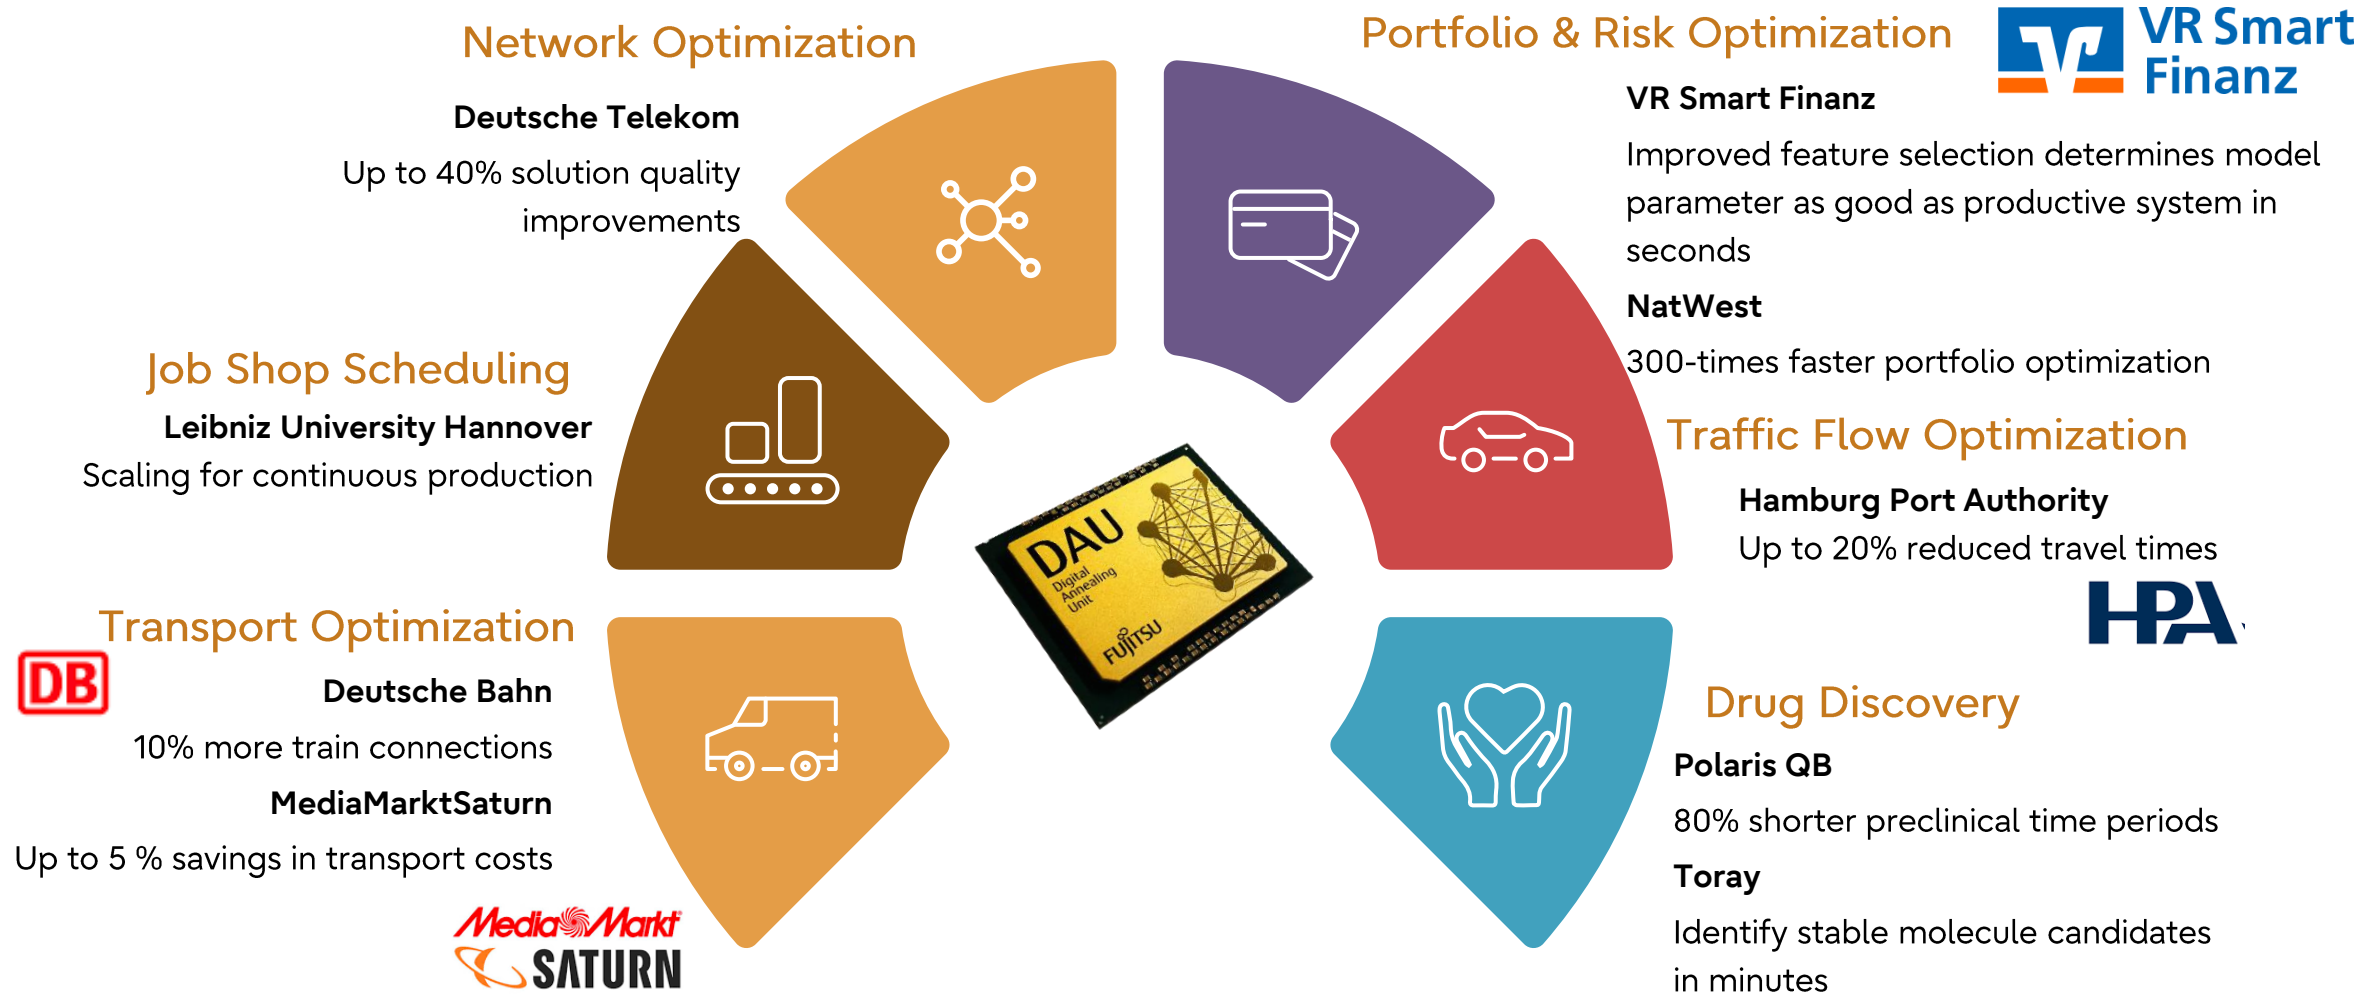 Network Optimization
Deutsche Telekom
Up to 40% solution quality
improvements
Job Shop Scheduling
Leibniz University Hannover
Scaling for continuous production
Transport Optimization
DB
Deutsche Bahn
10% more train connections
MediaMarktSaturn
Up to 5 % savings in transport costs
Media Markt
SATURN
DAU
Digital
Annealing
Unit
FUJITSU
Portfolio & Risk Optimization
VR Smart
Finanz
VR Smart Finanz
Improved feature selection determines model
parameter as good as productive system in
seconds
NatWest
300-times faster portfolio optimization
Traffic Flow Optimization
Hamburg Port Authority
Up to 20% reduced travel times
HPA
Drug Discovery
Polaris QB
80% shorter preclinical time periods
Toray
Identify stable molecule candidates
in minutes